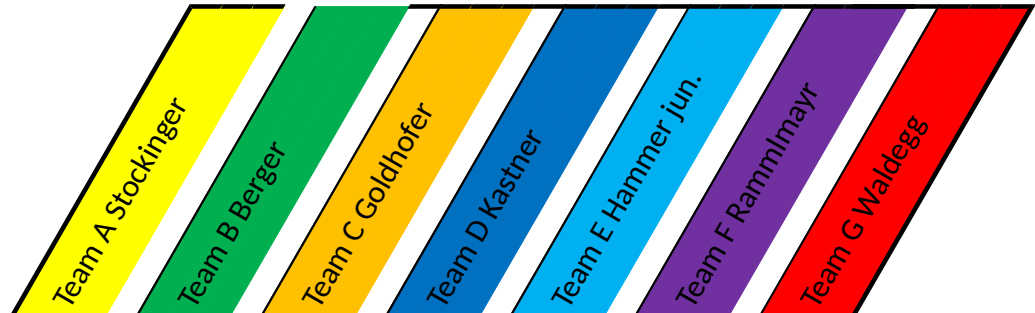 Team A Stockinger
Team B Berger
Team C Goldhofer
Team D Kastner
Team E Hammer jun.
Team F Rammlmayr
Team G Waldegg